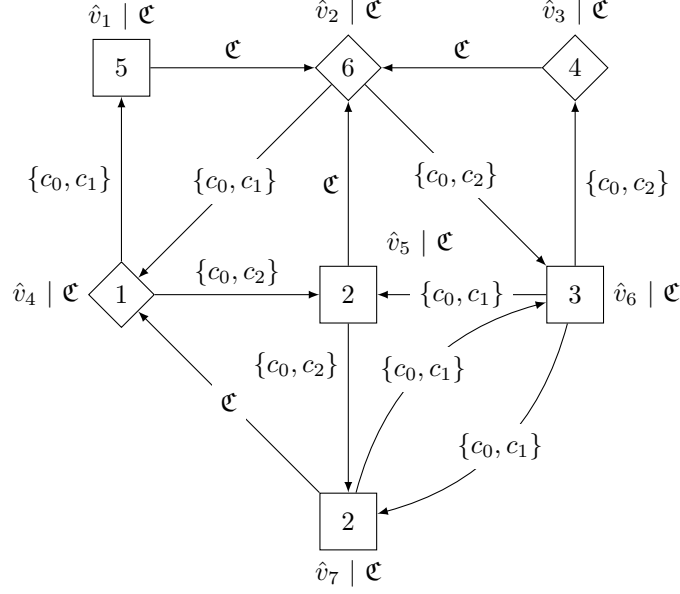 v̂₁ | ℭ
v̂₂ | ℭ
v̂₃ | ℭ
5
ℭ
6
ℭ
4
{c₀, c₁}
{c₀, c₁}
ℭ
{c₀, c₂}
{c₀, c₂}
v̂₅ | ℭ
v̂₄ | ℭ
1
{c₀, c₂}
2
{c₀, c₁}
3
v̂₆ | ℭ
{c₀, c₂}
{c₀, c₁}
ℭ
{c₀, c₁}
2
v̂₇ | ℭ